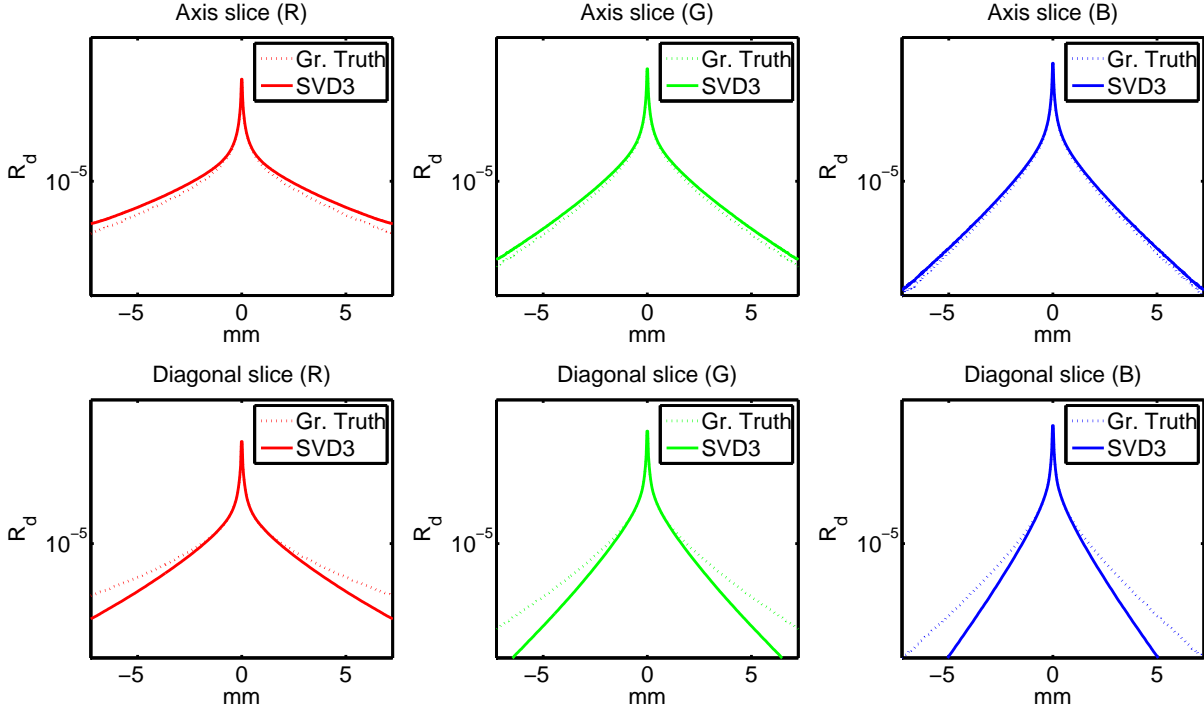 Axis slice (R)
Gr. Truth
SVD3
R_d
10^−5
−5 0 5
mm
Axis slice (G)
Gr. Truth
SVD3
R_d
10^−5
−5 0 5
mm
Axis slice (B)
Gr. Truth
SVD3
R_d
10^−5
−5 0 5
mm
Diagonal slice (R)
Gr. Truth
SVD3
R_d
10^−5
−5 0 5
mm
Diagonal slice (G)
Gr. Truth
SVD3
R_d
10^−5
−5 0 5
mm
Diagonal slice (B)
Gr. Truth
SVD3
R_d
10^−5
−5 0 5
mm